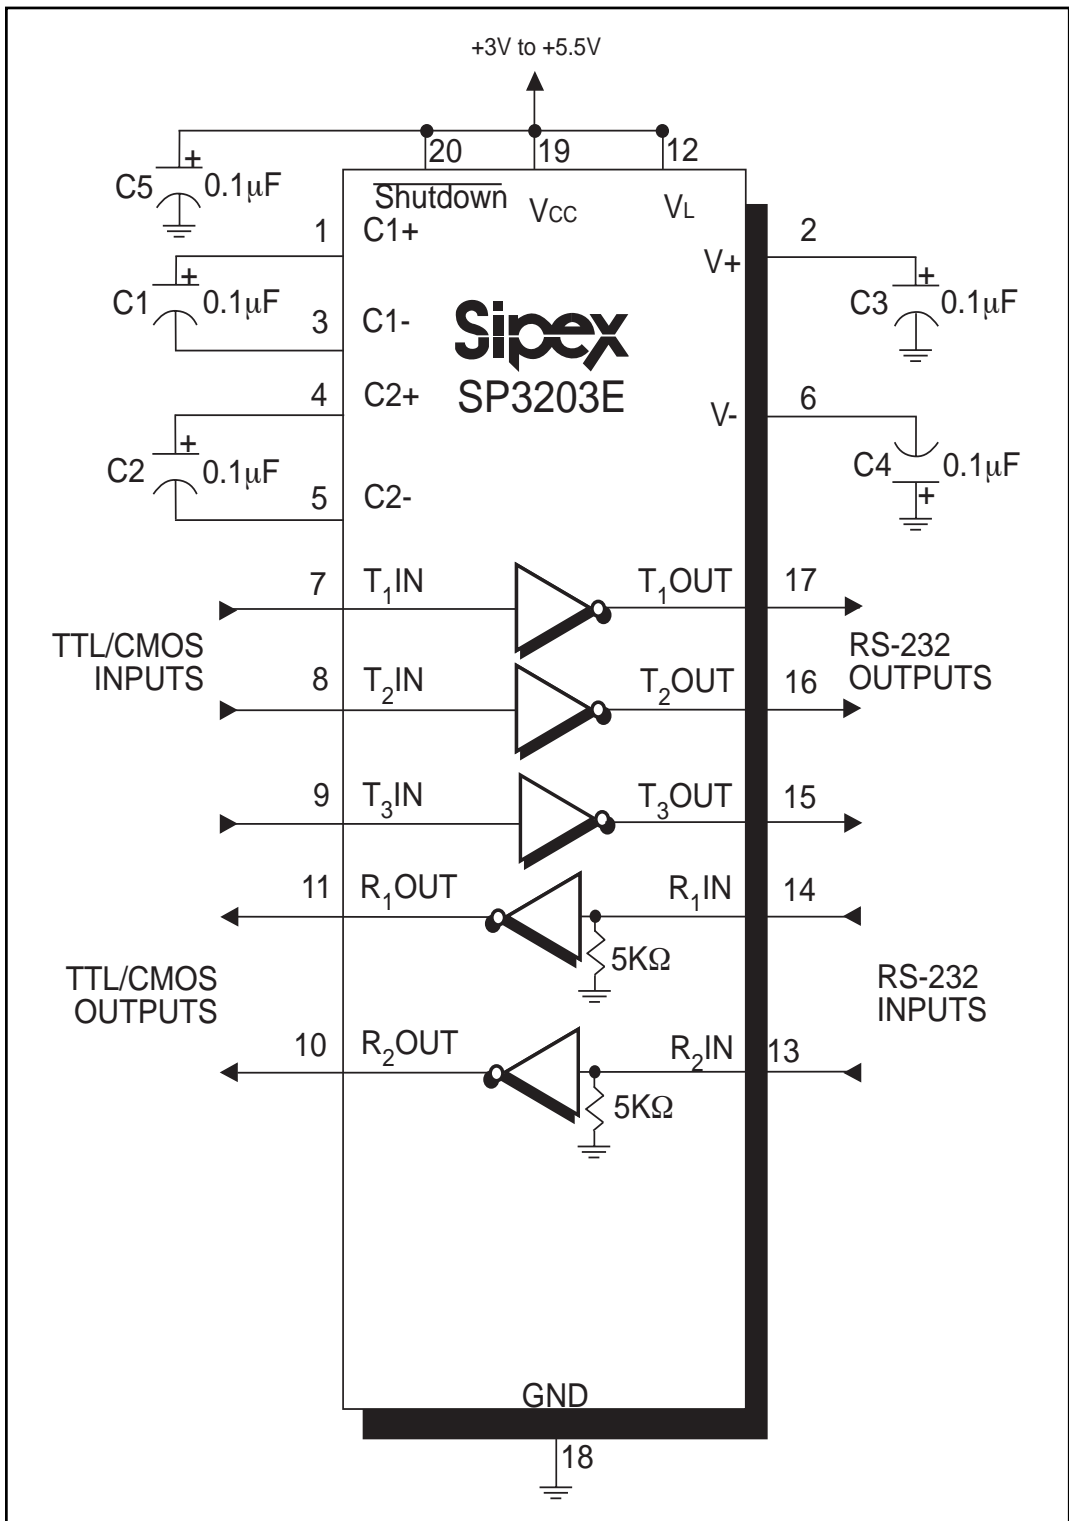 +3V to +5.5V
20 19 12
C5 + 0.1µF
Shutdown VCC VL
1 C1+ V+ 2
C1 + 0.1µF
C3 + 0.1µF
3 C1-
Sipex
SP3203E
4 C2+ V- 6
C2 + 0.1µF
C4 0.1µF +
5 C2-
7 T1IN T1OUT 17
TTL/CMOS
INPUTS
RS-232
OUTPUTS
8 T2IN T2OUT 16
9 T3IN T3OUT 15
11 R1OUT R1IN 14
5KΩ
TTL/CMOS
OUTPUTS
RS-232
INPUTS
10 R2OUT R2IN 13
5KΩ
GND
18